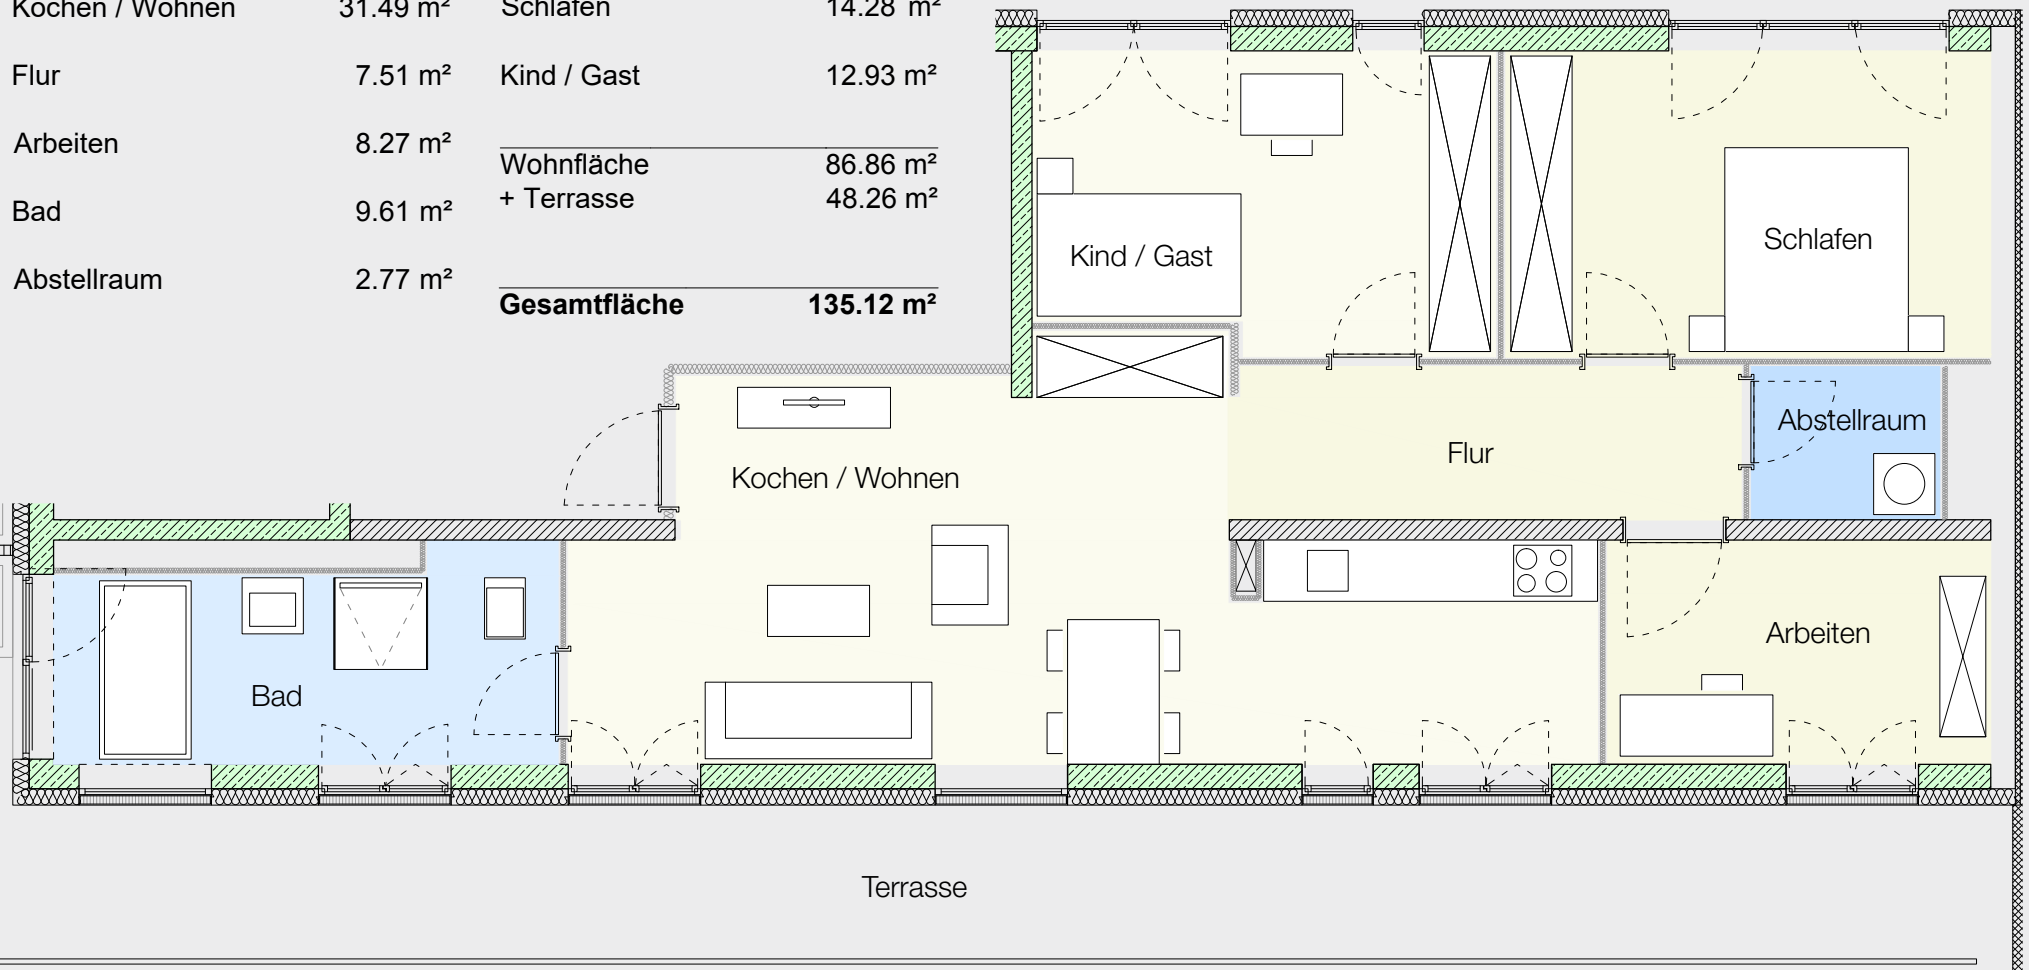 Kochen / Wohnen 31.49 m²
Flur 7.51 m²
Arbeiten 8.27 m²
Bad 9.61 m²
Abstellraum 2.77 m²
Schlafen 14.28 m²
Kind / Gast 12.93 m²
Wohnfläche 86.86 m²
+ Terrasse 48.26 m²
Gesamtfläche 135.12 m²
Kind / Gast
Schlafen
Abstellraum
Flur
Kochen / Wohnen
Arbeiten
Bad
Terrasse